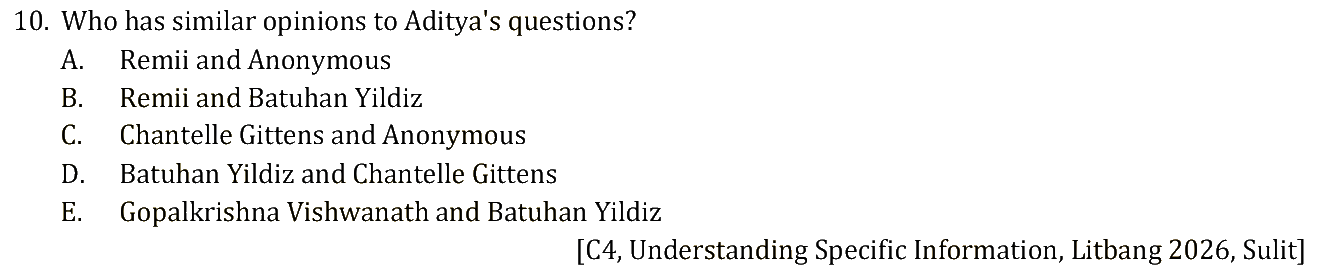 10. Who has similar opinions to Aditya's questions?
A. Remii and Anonymous
B. Remii and Batuhan Yildiz
C. Chantelle Gittens and Anonymous
D. Batuhan Yildiz and Chantelle Gittens
E. Gopalkrishna Vishwanath and Batuhan Yildiz
[C4, Understanding Specific Information, Litbang 2026, Sulit]